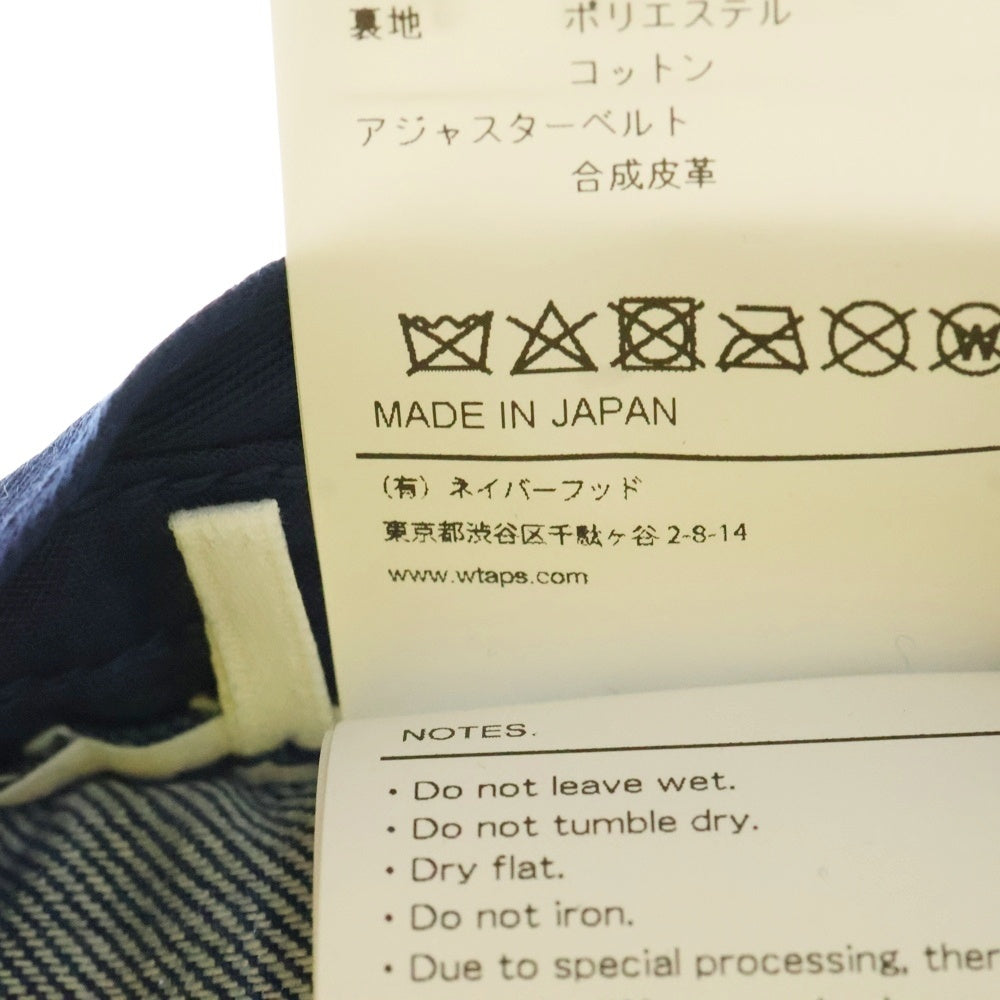 裏地 ポリエステル
コットン
アジャスターベルト
合成皮革
W
MADE IN JAPAN
(有) ネイバーフッド
東京都渋谷区千駄ヶ谷 2-8-14
www.wtaps.com
NOTES.
・Do not leave wet.
・Do not tumble dry.
・Dry flat.
・Do not iron.
・Due to special processing, ther